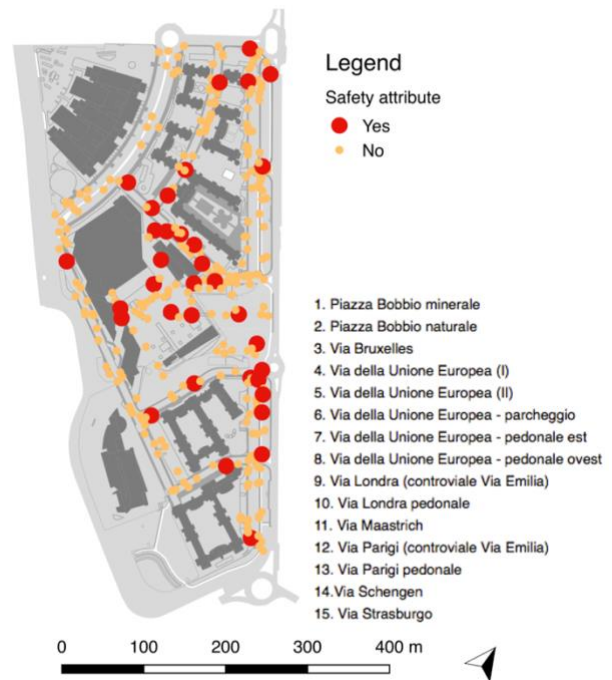 Legend
Safety attribute
Yes
No
1. Piazza Bobbio minerale
2. Piazza Bobbio naturale
3. Via Bruxelles
4. Via della Unione Europea (I)
5. Via della Unione Europea (II)
6. Via della Unione Europea - parcheggio
7. Via della Unione Europea - pedonale est
8. Via della Unione Europea - pedonale ovest
9. Via Londra (controviale Via Emilia)
10. Via Londra pedonale
11. Via Maastrich
12. Via Parigi (controviale Via Emilia)
13. Via Parigi pedonale
14.Via Schengen
15. Via Strasburgo
0 100 200 300 400 m